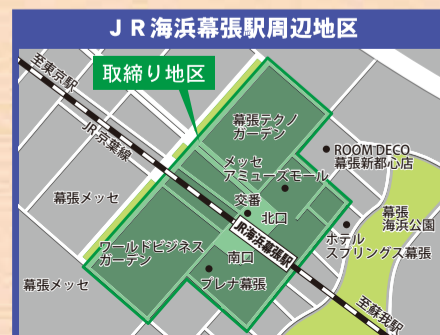 JR海浜幕張駅周辺地区
取締り地区
至東京駅
JR京葉線
幕張テクノ
ガーデン
ROOM DECO
幕張新都心店
メッセ
アミューズモール
幕張メッセ
交番
北口
幕張
海浜公園
JR海浜幕張駅
ホテル
スプリングス幕張
ワールドビジネス
ガーデン
南口
幕張メッセ
プレナ幕張
至蘇我駅